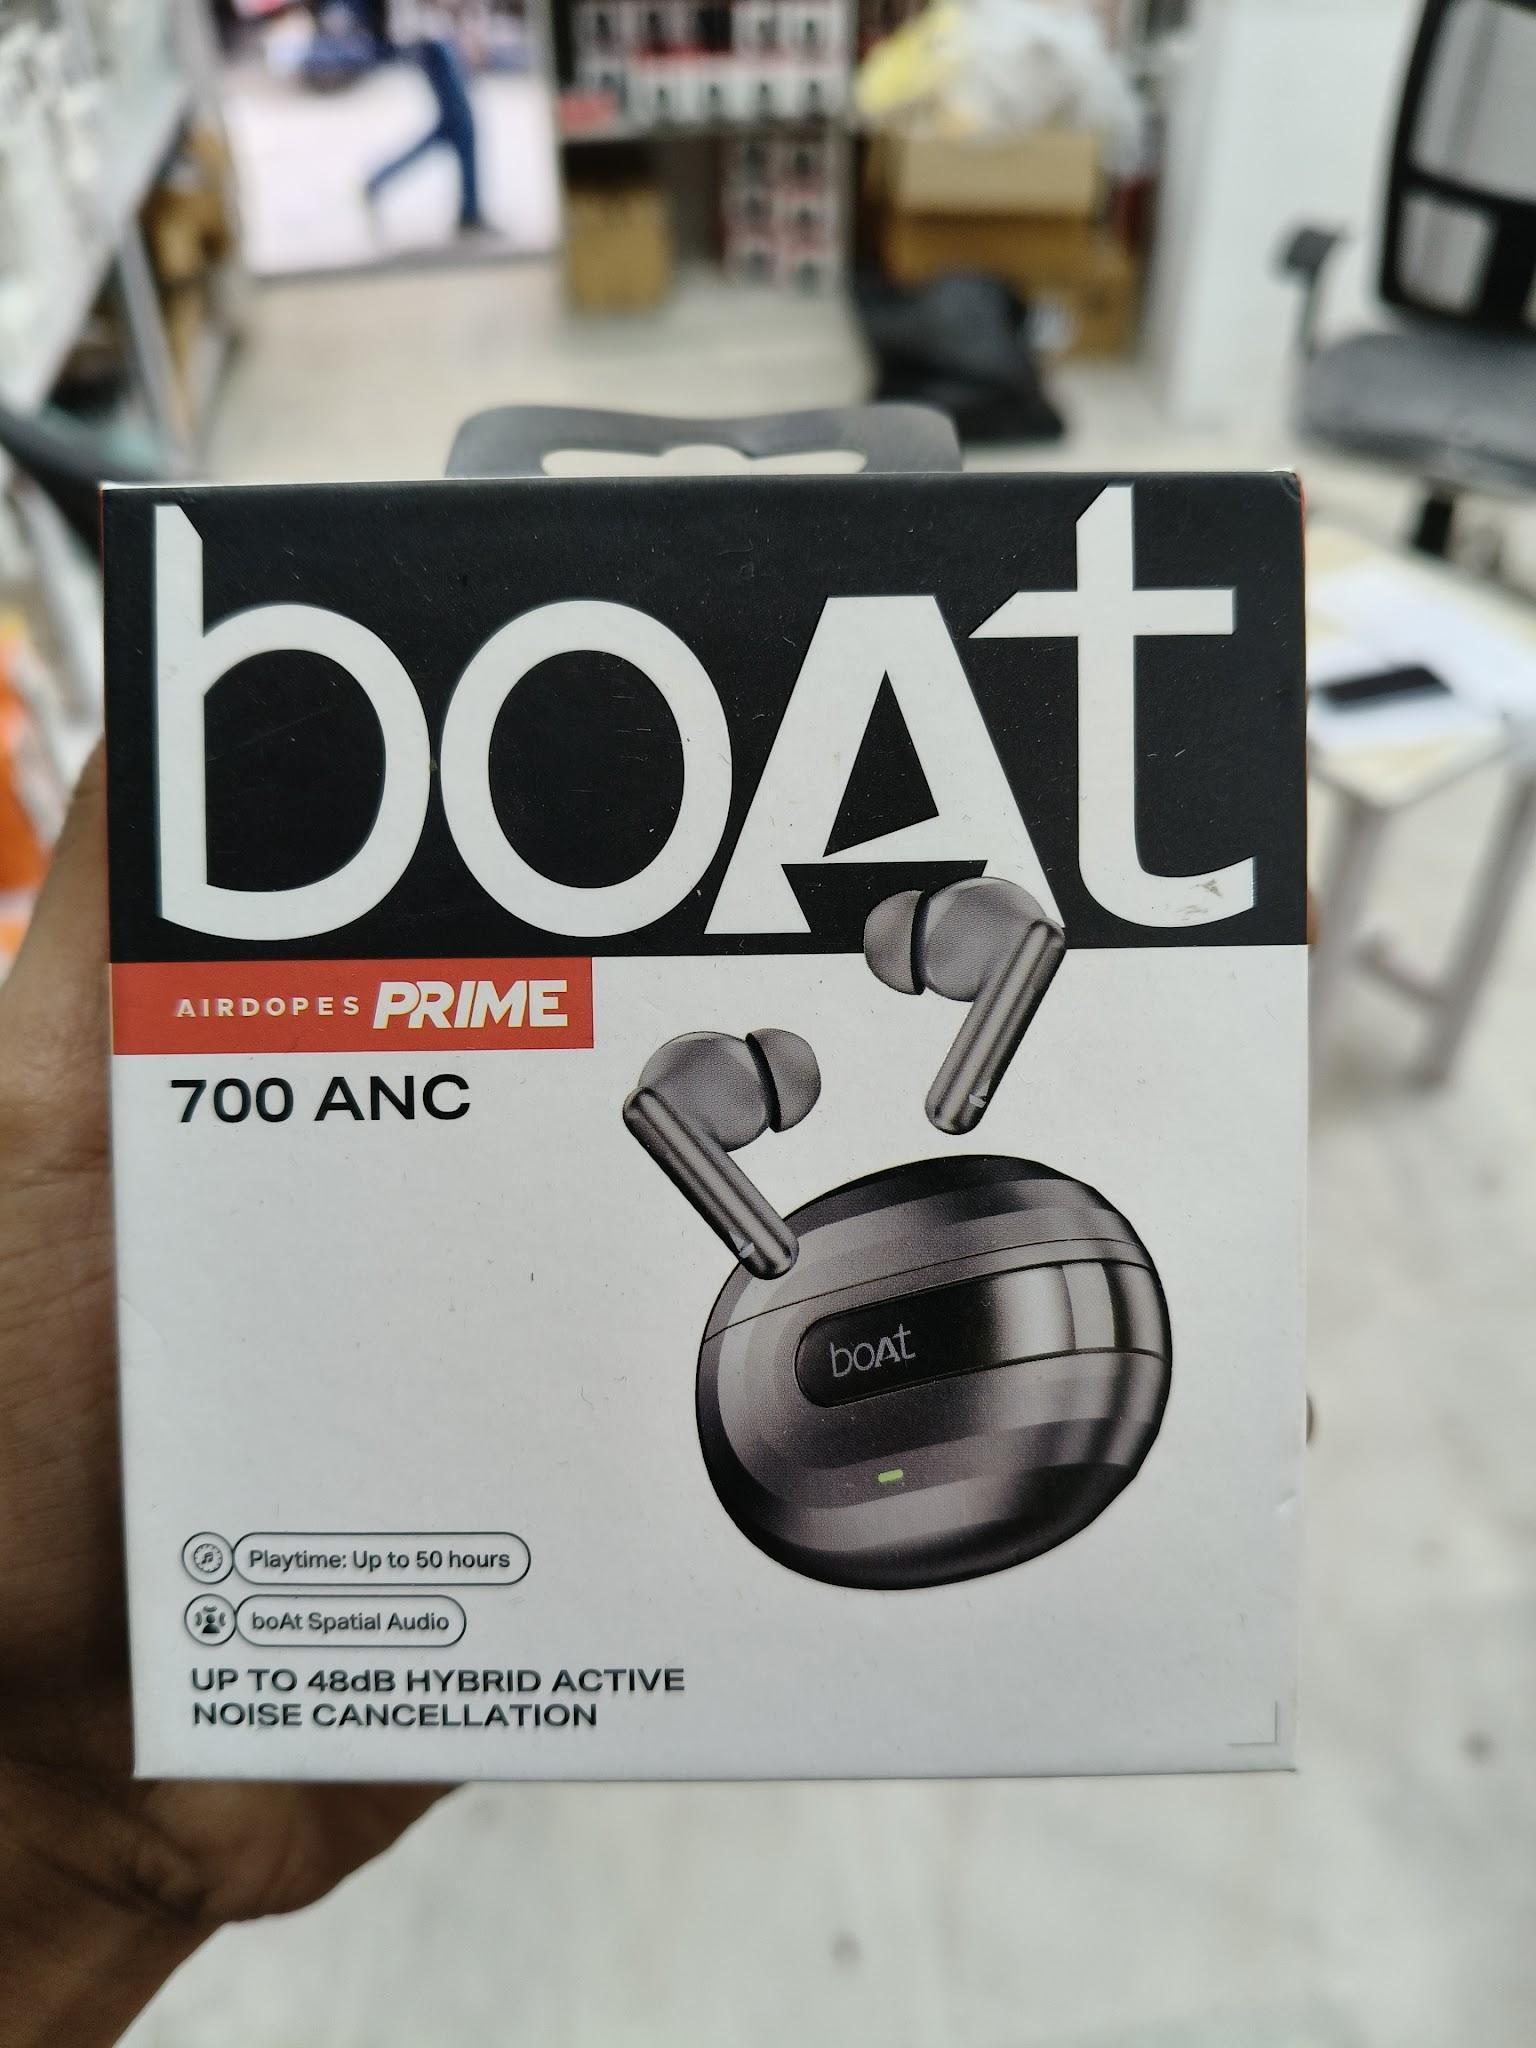 boAt
AIRDOPES PRIME
700 ANC
boAt
Playtime: Up to 50 hours
boAt Spatial Audio
UP TO 48dB HYBRID ACTIVE
NOISE CANCELLATION